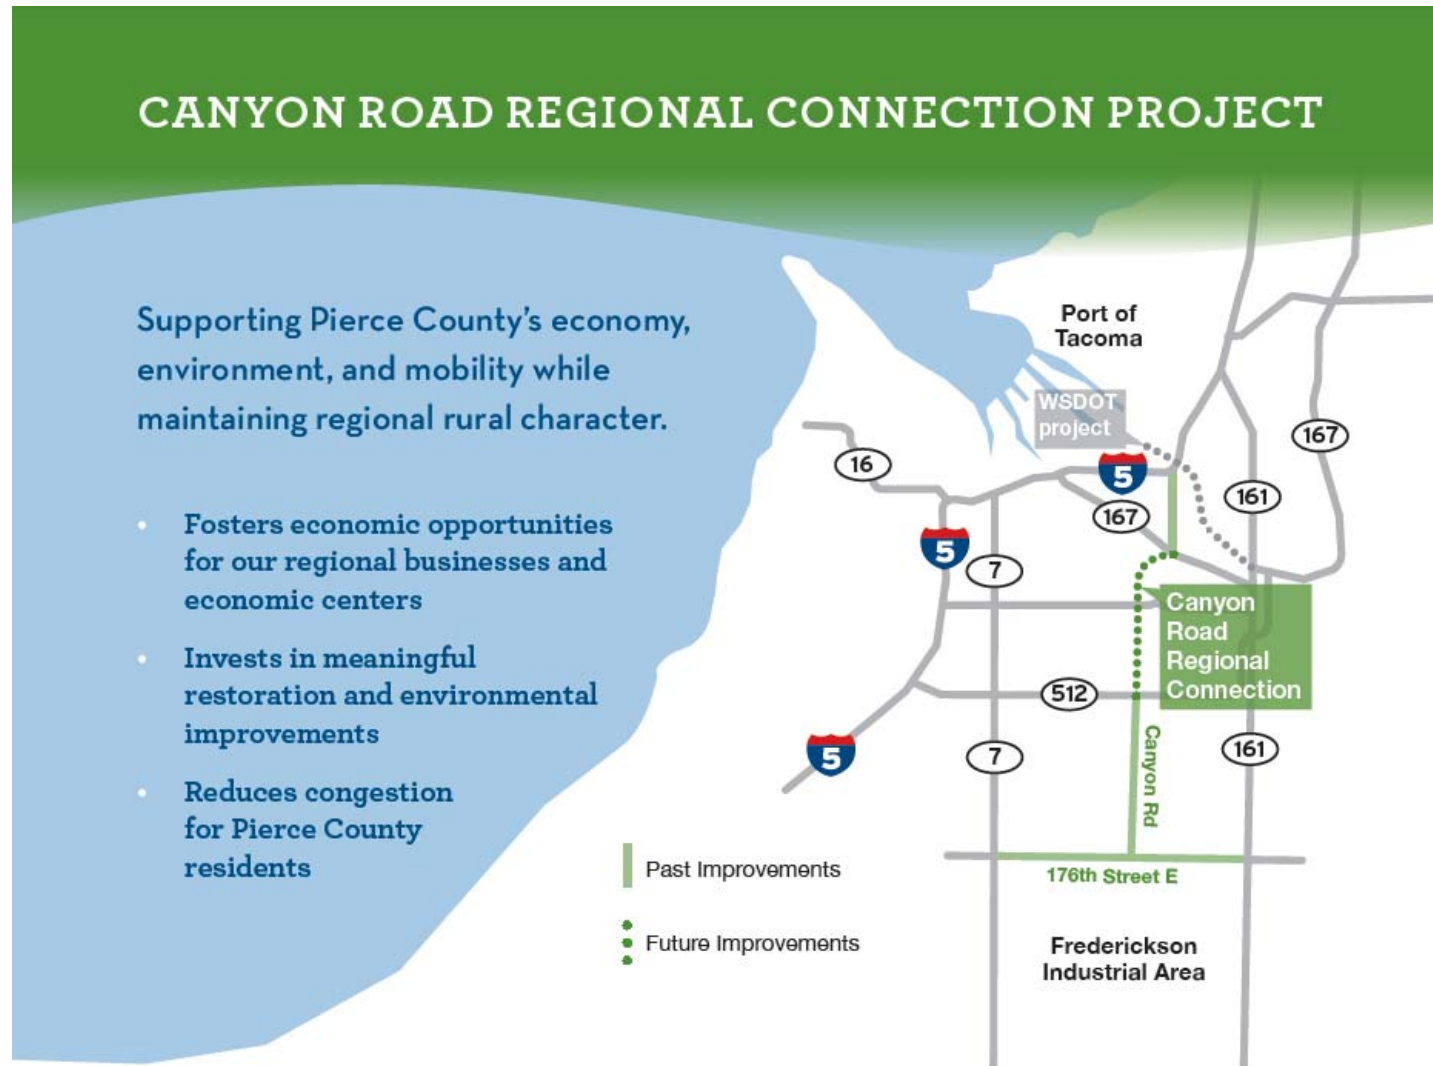 CANYON ROAD REGIONAL CONNECTION PROJECT
Supporting Pierce County's economy,
environment, and mobility while
maintaining regional rural character.
• Fosters economic opportunities
for our regional businesses and
economic centers
• Invests in meaningful
restoration and environmental
improvements
• Reduces congestion
for Pierce County
residents
Port of
Tacoma
WSDOT
project
16
5
167
161
167
5
7
Canyon
Road
Regional
Connection
512
5
7
Canyon Rd
161
Past Improvements
176th Street E
Future Improvements
Frederickson
Industrial Area